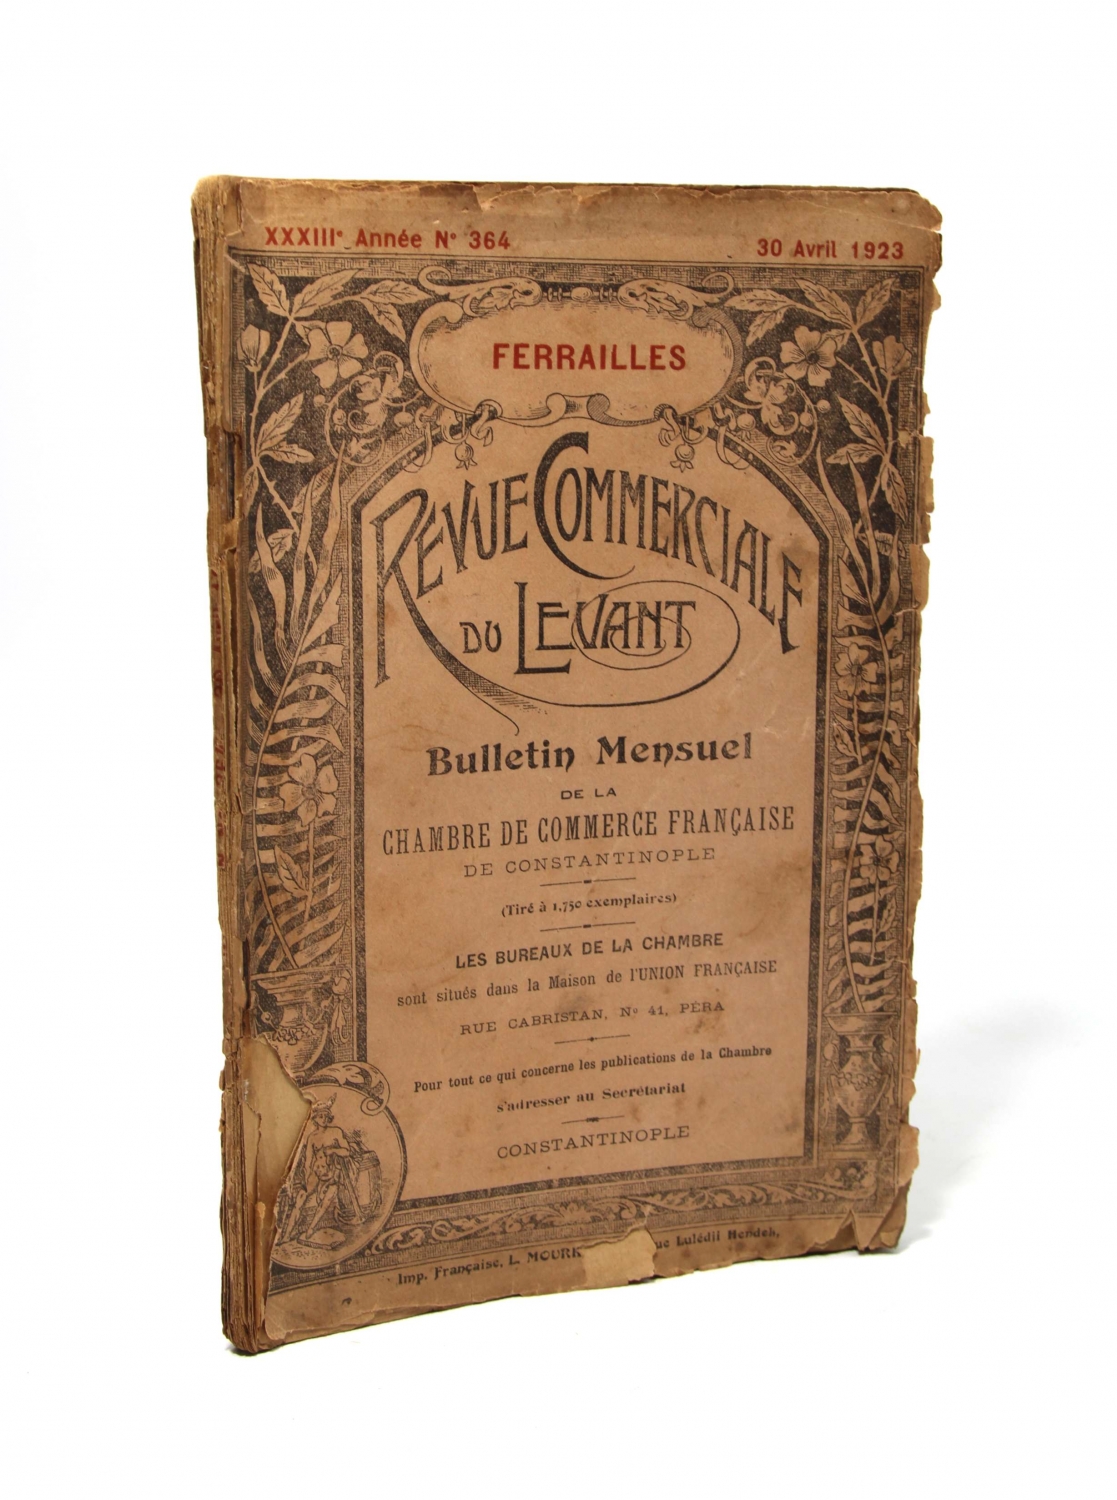 XXXIIIe Année No 364
30 Avril 1923
FERRAILLES
REVUE COMMERCIALE
DU LEVANT
Bulletin Mensuel
DE LA
CHAMBRE DE COMMERCE FRANÇAISE
DE CONSTANTINOPLE
(Tiré à 1,750 exemplaires)
LES BUREAUX DE LA CHAMBRE
sont situés dans la Maison de l'UNION FRANÇAISE
RUE CABRISTAN, No 41, PÉRA
Pour tout ce qui concerne les publications de la Chambre
s'adresser au Secrétariat
CONSTANTINOPLE
Imp. Française, L. Lulédji Hendek,